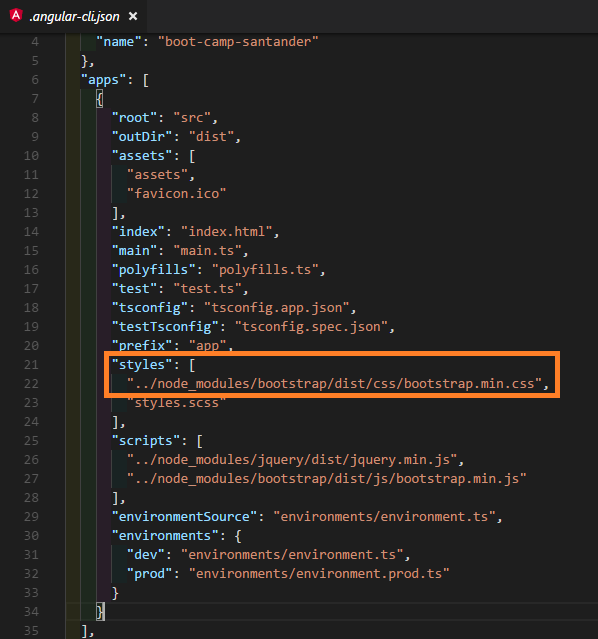 .angular-cli.json ×
4 "name": "boot-camp-santander"
5 },
6 "apps": [
7 {
8 "root": "src",
9 "outDir": "dist",
10 "assets": [
11 "assets",
12 "favicon.ico"
13 ],
14 "index": "index.html",
15 "main": "main.ts",
16 "polyfills": "polyfills.ts",
17 "test": "test.ts",
18 "tsconfig": "tsconfig.app.json",
19 "testTsconfig": "tsconfig.spec.json",
20 "prefix": "app",
21 "styles": [
22 "../node_modules/bootstrap/dist/css/bootstrap.min.css",
23 "styles.scss"
24 ],
25 "scripts": [
26 "../node_modules/jquery/dist/jquery.min.js",
27 "../node_modules/bootstrap/dist/js/bootstrap.min.js"
28 ],
29 "environmentSource": "environments/environment.ts",
30 "environments": {
31 "dev": "environments/environment.ts",
32 "prod": "environments/environment.prod.ts"
33 }
34 }
35 ],